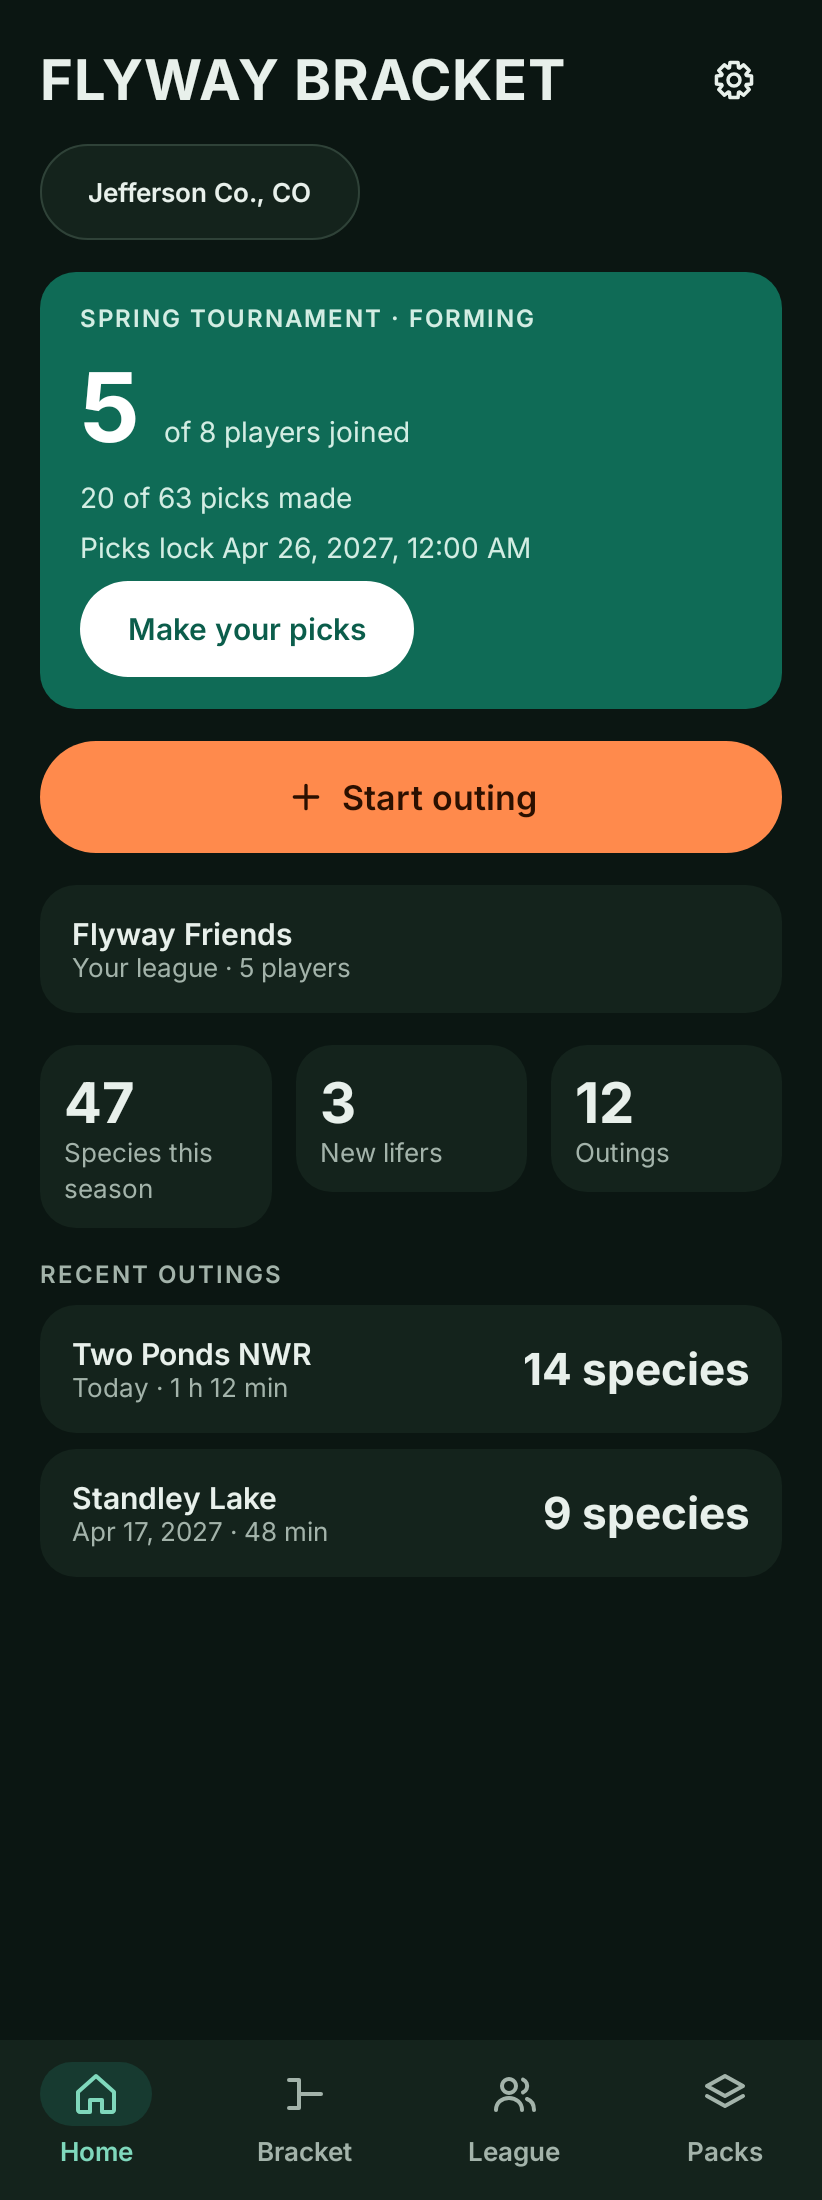 FLYWAY BRACKET
Jefferson Co., CO
SPRING TOURNAMENT · FORMING
5 of 8 players joined
20 of 63 picks made
Picks lock Apr 26, 2027, 12:00 AM
Make your picks
Start outing
Flyway Friends
Your league · 5 players
47
Species this
season
3
New lifers
12
Outings
RECENT OUTINGS
Two Ponds NWR
Today · 1 h 12 min
14 species
Standley Lake
Apr 17, 2027 · 48 min
9 species
Home
Bracket
League
Packs